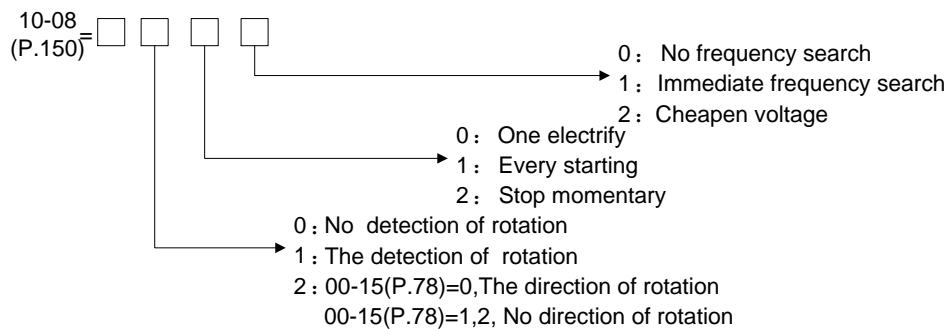 10-08
(P.150)=
0： No frequency search
1： Immediate frequency search
2： Cheapen voltage
0： One electrify
1： Every starting
2： Stop momentary
0：No detection of rotation
1：The detection of rotation
2：00-15(P.78)=0,The direction of rotation
00-15(P.78)=1,2, No direction of rotation